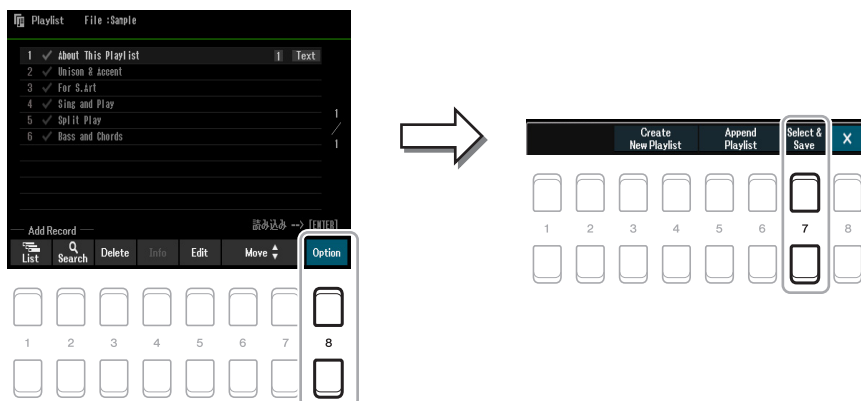 Playlist File :Sample
1 ✓ About This Playlist 1 Text
2 ✓ Unison & Accent
3 ✓ For S.Art
4 ✓ Sing and Play
5 ✓ Split Play
6 ✓ Bass and Chords
1
/
1
読み込み --> [ENTER]
Add Record
List Search Delete Info Edit Move Option
1 2 3 4 5 6 7 8
Create New Playlist
Append Playlist
Select & Save
X
1 2 3 4 5 6 7 8